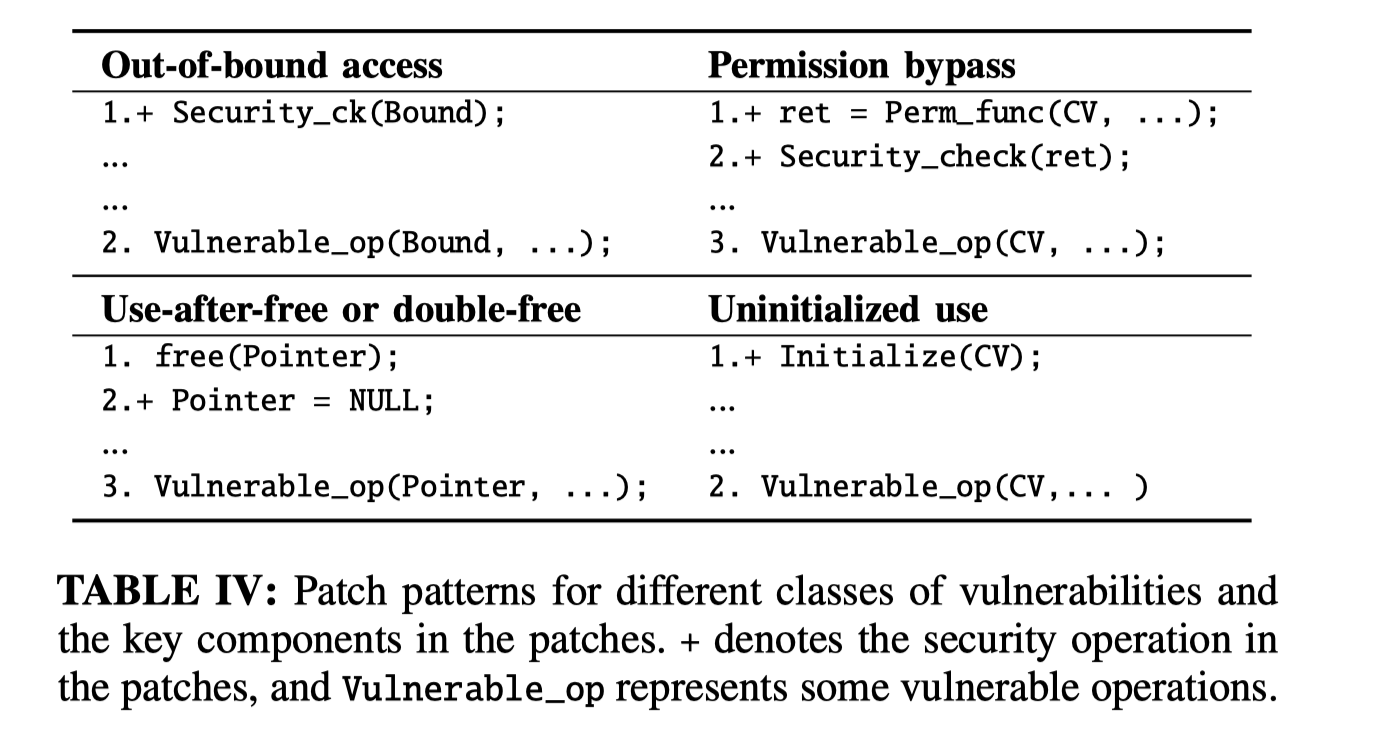 Out-of-bound access
1.+ Security_ck(Bound);
...
...
2. Vulnerable_op(Bound, ...);
Permission bypass
1.+ ret = Perm_func(CV, ...);
2.+ Security_check(ret);
...
3. Vulnerable_op(CV, ...);
Use-after-free or double-free
1. free(Pointer);
2.+ Pointer = NULL;
...
3. Vulnerable_op(Pointer, ...);
Uninitialized use
1.+ Initialize(CV);
...
...
2. Vulnerable_op(CV,... )
TABLE IV: Patch patterns for different classes of vulnerabilities and
the key components in the patches. + denotes the security operation in
the patches, and Vulnerable_op represents some vulnerable operations.